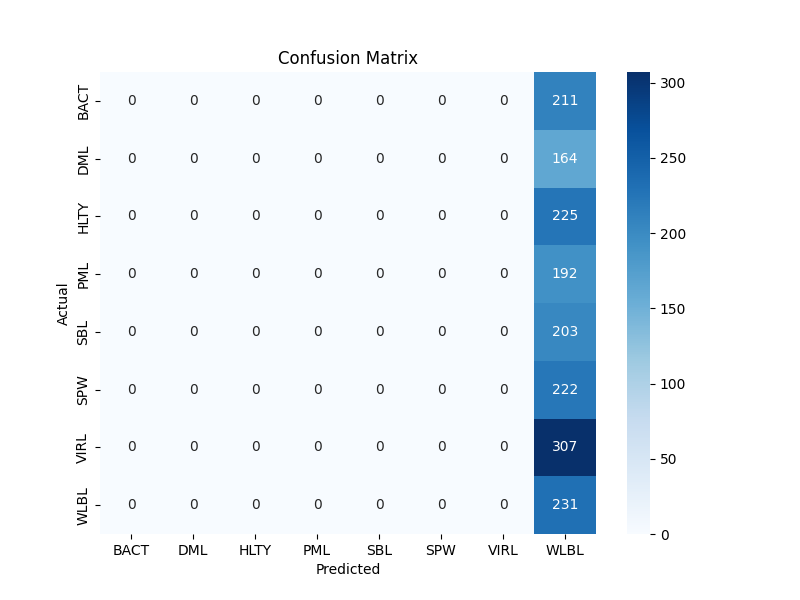 Confusion Matrix
BACT 0 0 0 0 0 0 0 211
DML 0 0 0 0 0 0 0 164
HLTY 0 0 0 0 0 0 0 225
PML 0 0 0 0 0 0 0 192
SBL 0 0 0 0 0 0 0 203
SPW 0 0 0 0 0 0 0 222
VIRL 0 0 0 0 0 0 0 307
WLBL 0 0 0 0 0 0 0 231
Actual
BACT DML HLTY PML SBL SPW VIRL WLBL
Predicted
300
250
200
150
100
50
0